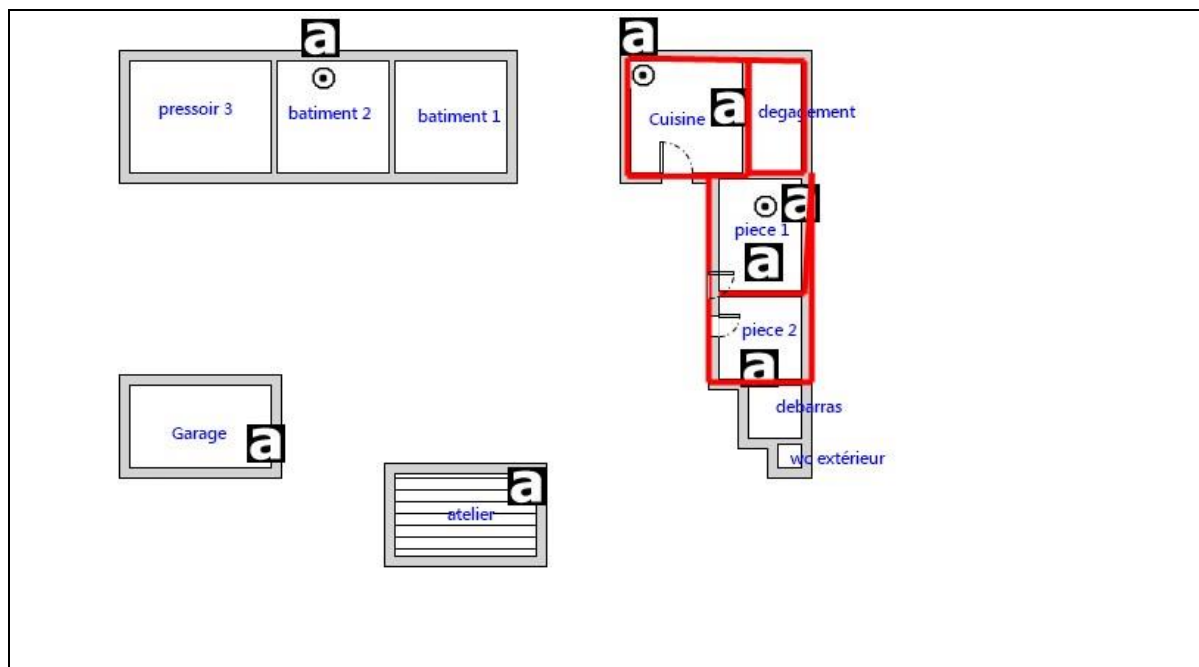 a
a
pressoir 3
batiment 2
batiment 1
Cuisine
a
degagement
a
piece 1
a
piece 2
a
debarras
Garage
a
wc extérieur
a
atelier